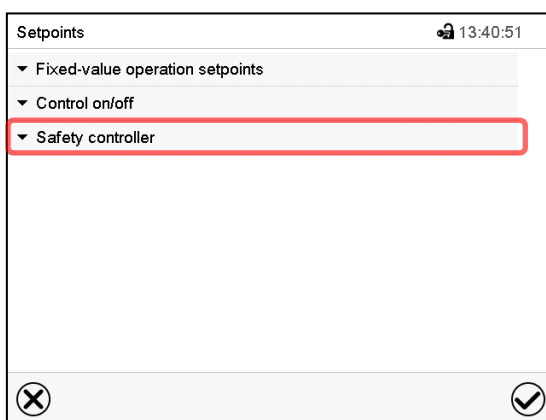 Setpoints 13:40:51
Fixed-value operation setpoints
Control on/off
Safety controller